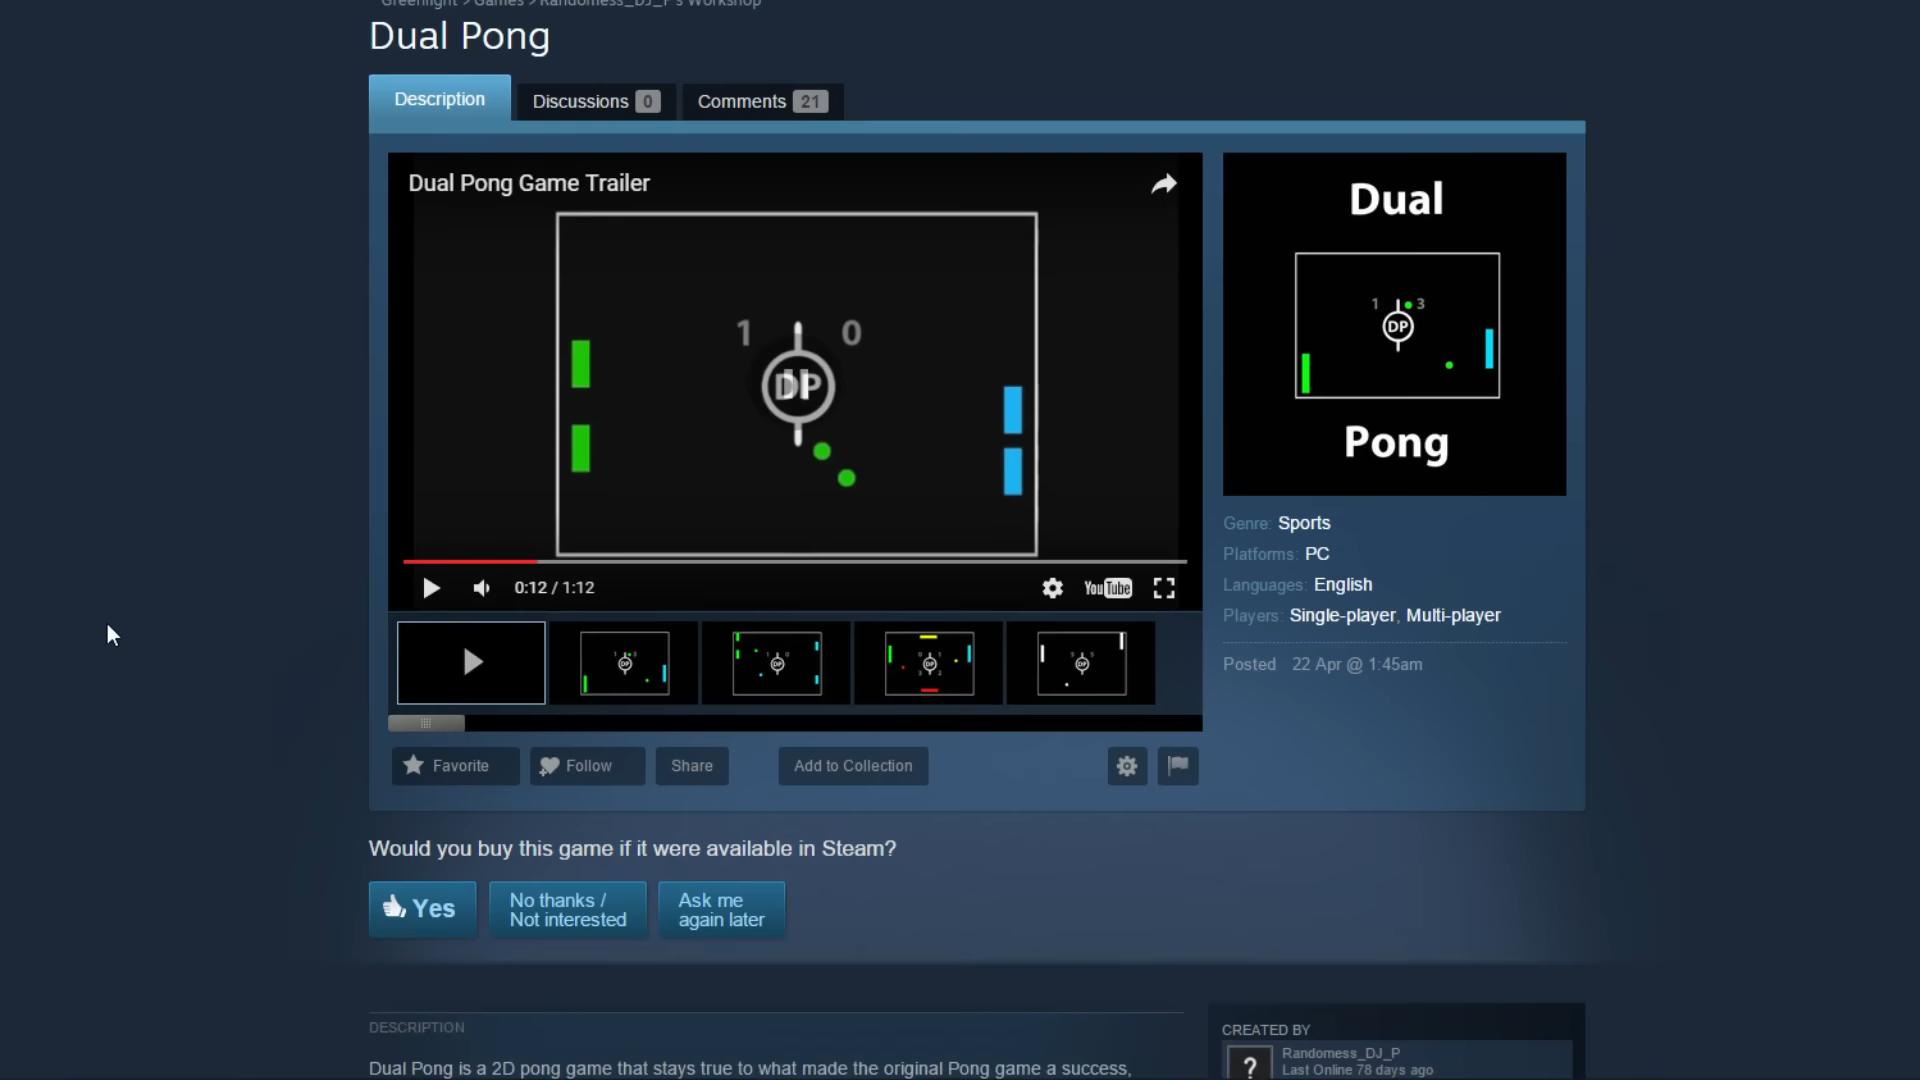 Greenlight > Games > Randomess_DJ_P's Workshop
Dual Pong
Description
Discussions 0
Comments 21
Dual Pong Game Trailer
1 0
DP
0:12 / 1:12
YouTube
Dual
1 3
DP
Pong
Genre: Sports
Platforms: PC
Languages: English
Players: Single-player, Multi-player
Posted 22 Apr @ 1:45am
Favorite
Follow
Share
Add to Collection
Would you buy this game if it were available in Steam?
Yes
No thanks /
Not interested
Ask me
again later
DESCRIPTION
Dual Pong is a 2D pong game that stays true to what made the original Pong game a success,
CREATED BY
Randomess_DJ_P
Last Online 78 days ago